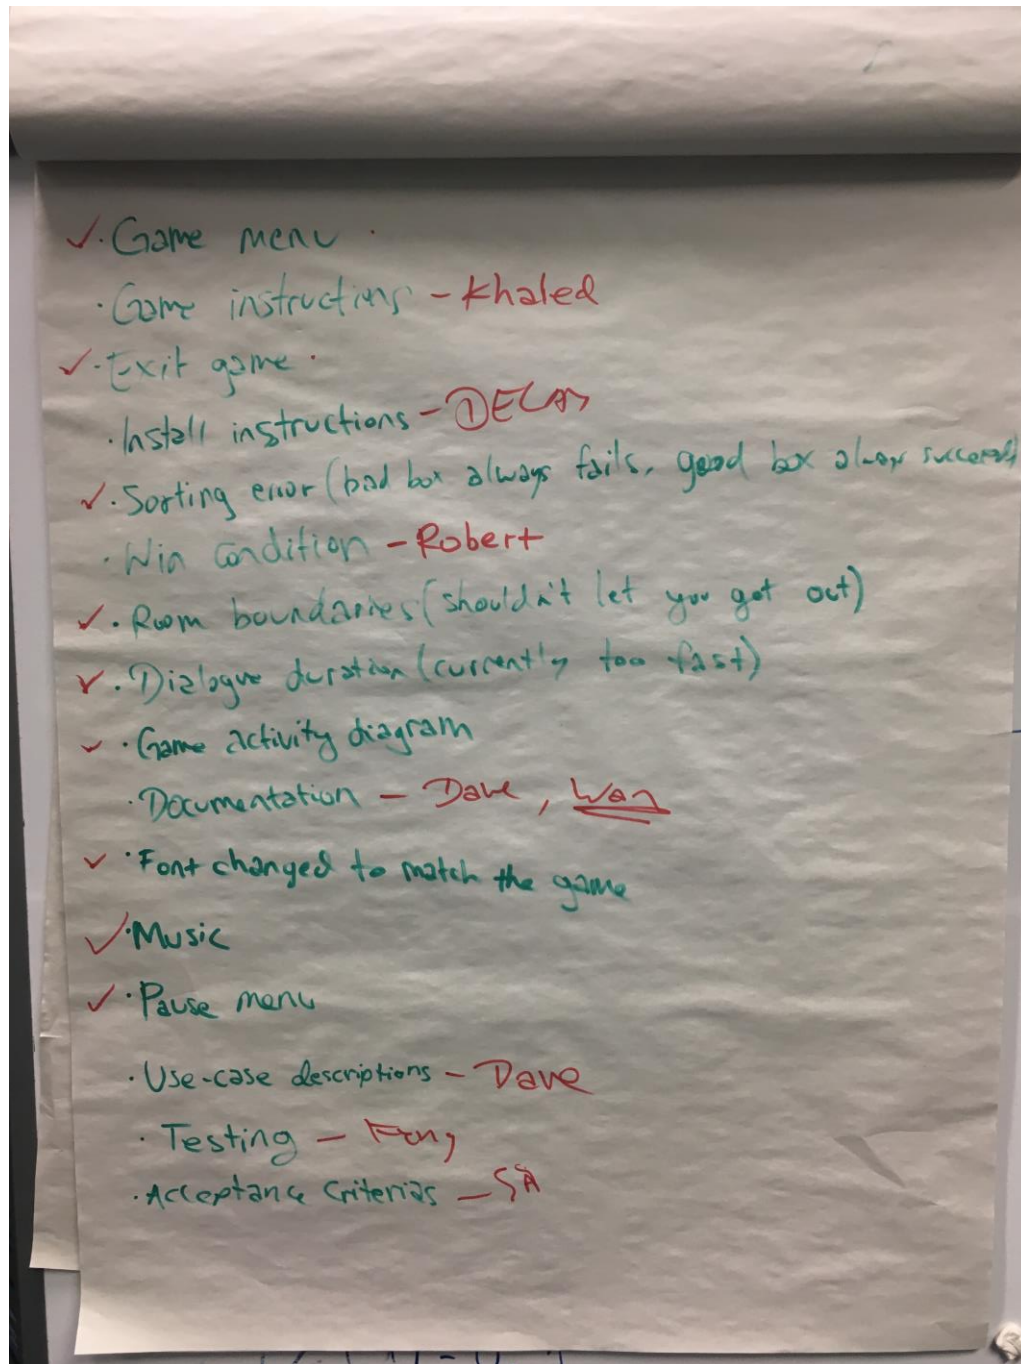 ✓ · Game menu ·
· Game instructions - Khaled
✓ · Exit game ·
· Install instructions -
✓ · Sorting error (bad box always fails, good box always succeeds)
· Win condition - Robert
✓ · Room boundaries (shouldn't let you got out)
✓ · Dialogue duration (currently too fast)
✓ · Game activity diagram
· Documentation - Dave, Wan
✓ · Font changed to match the game
✓ · Music
✓ · Pause menu
· Use-case descriptions - Dave
· Testing -
· Acceptance Criterias - SA